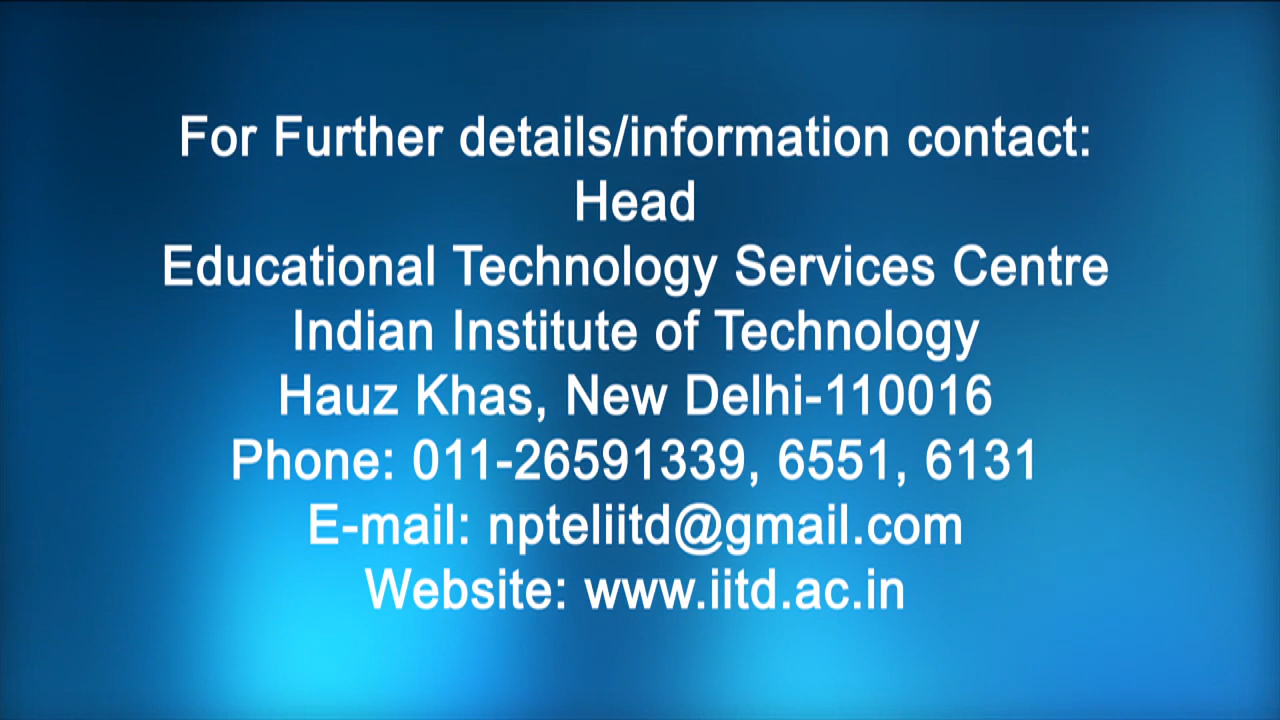 For Further details/information contact:
Head
Educational Technology Services Centre
Indian Institute of Technology
Hauz Khas, New Delhi-110016
Phone: 011-26591339, 6551, 6131
E-mail: npteliitd@gmail.com
Website: www.iitd.ac.in